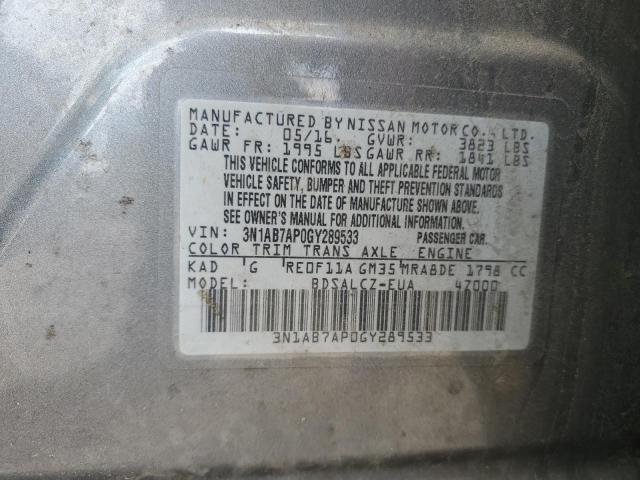 MANUFACTURED BY NISSAN MOTOR CO., LTD.
DATE: 05/16. GVWR: 3823 LBS
GAWR FR: 1995 LBS GAWR RR: 1841 LBS
THIS VEHICLE CONFORMS TO ALL APPLICABLE FEDERAL MOTOR
VEHICLE SAFETY, BUMPER AND THEFT PREVENTION STANDARDS
IN EFFECT ON THE DATE OF MANUFACTURE SHOWN ABOVE.
SEE OWNER'S MANUAL FOR ADDITIONAL INFORMATION.
VIN: 3N1AB7AP0GY289533 PASSENGER CAR.
COLOR TRIM TRANS AXLE ENGINE
KAD G RE0F11A GM35 MRA8DE 1798 CC
MODEL: BDSALCZ-EUA 4Z000
3N1AB7AP0GY289533